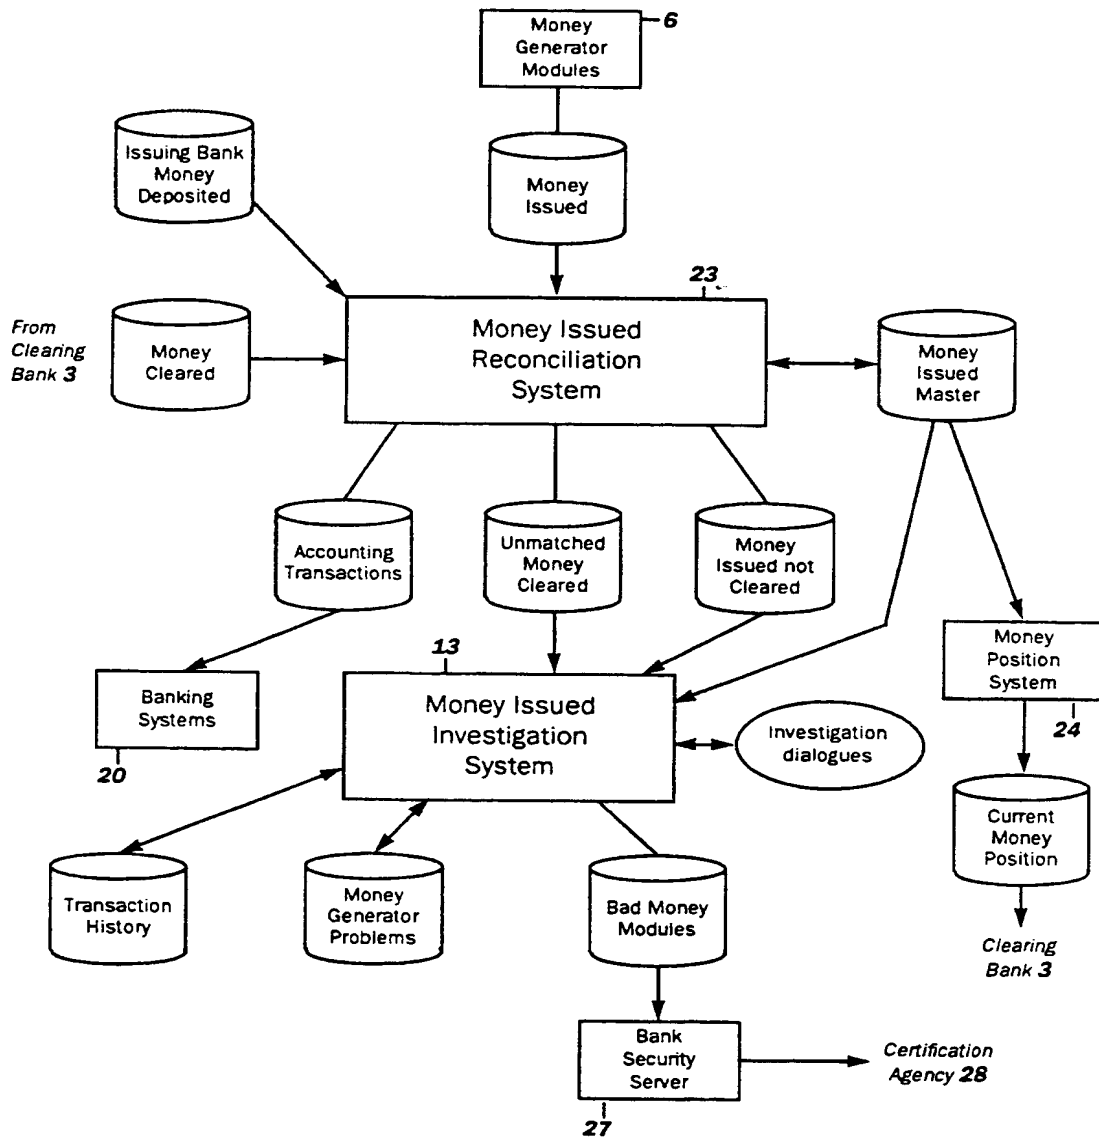 Money
Generator
Modules
6
Issuing Bank
Money
Deposited
Money
Issued
23
From
Clearing
Bank 3
Money
Cleared
Money Issued
Reconciliation
System
Money
Issued
Master
Accounting
Transactions
Unmatched
Money
Cleared
Money
Issued not
Cleared
13
Banking
Systems
20
Money Issued
Investigation
System
Investigation
dialogues
Money
Position
System
24
Transaction
History
Money
Generator
Problems
Bad Money
Modules
Current
Money
Position
Clearing
Bank 3
Bank
Security
Server
27
Certification
Agency 28